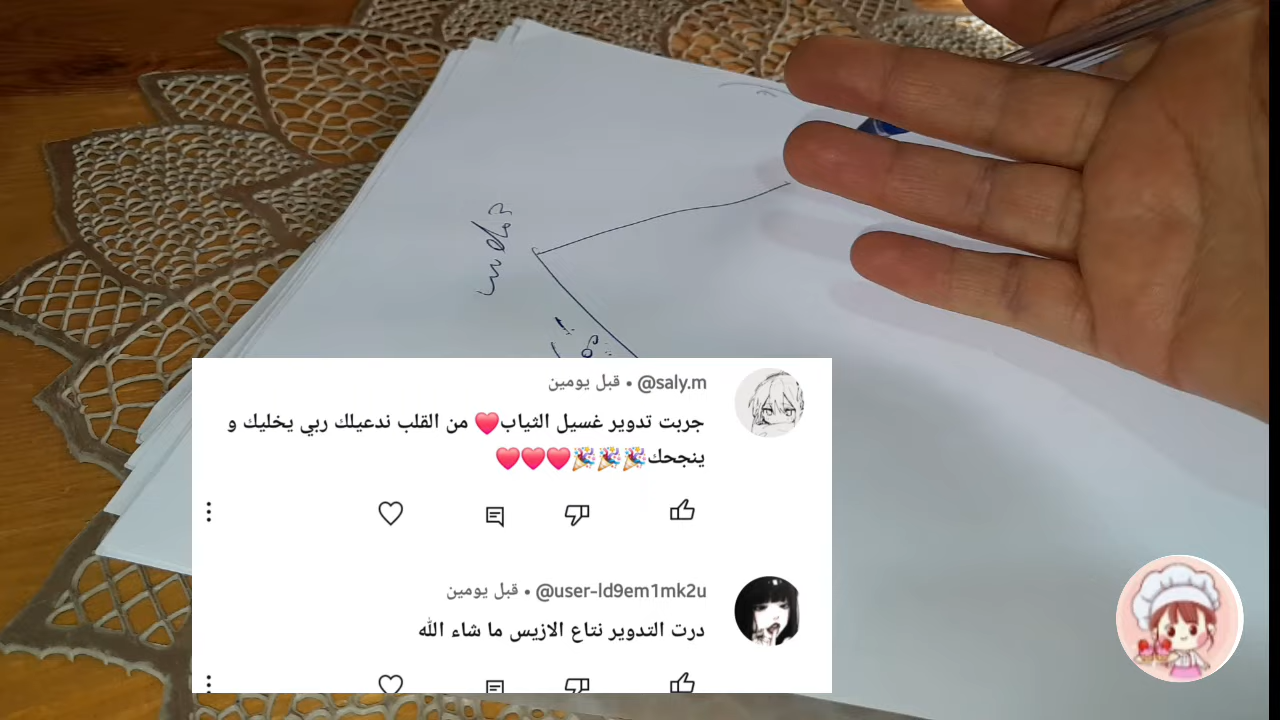 @saly.m • قبل يومين
جربت تدوير غسيل الثياب❤️ من القلب ندعيلك ربي يخليك و
ينجحك🎉🎉🎉❤️❤️❤️
@user-ld9em1mk2u • قبل يومين
درت التدوير نتاع الازيس ما شاء الله